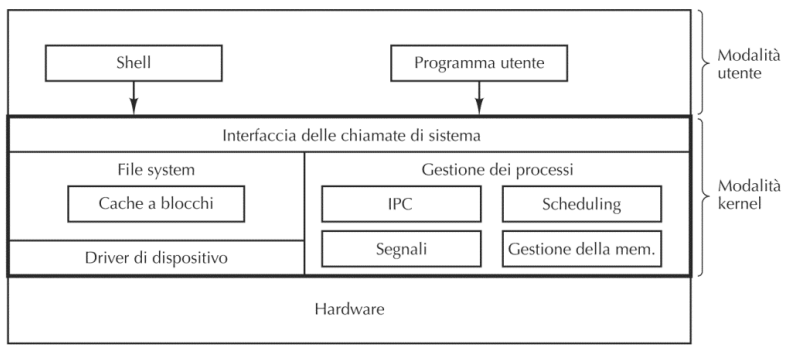 Shell
Programma utente
Modalità
utente
Interfaccia delle chiamate di sistema
File system
Gestione dei processi
Cache a blocchi
IPC
Scheduling
Modalità
kernel
Segnali
Gestione della mem.
Driver di dispositivo
Hardware